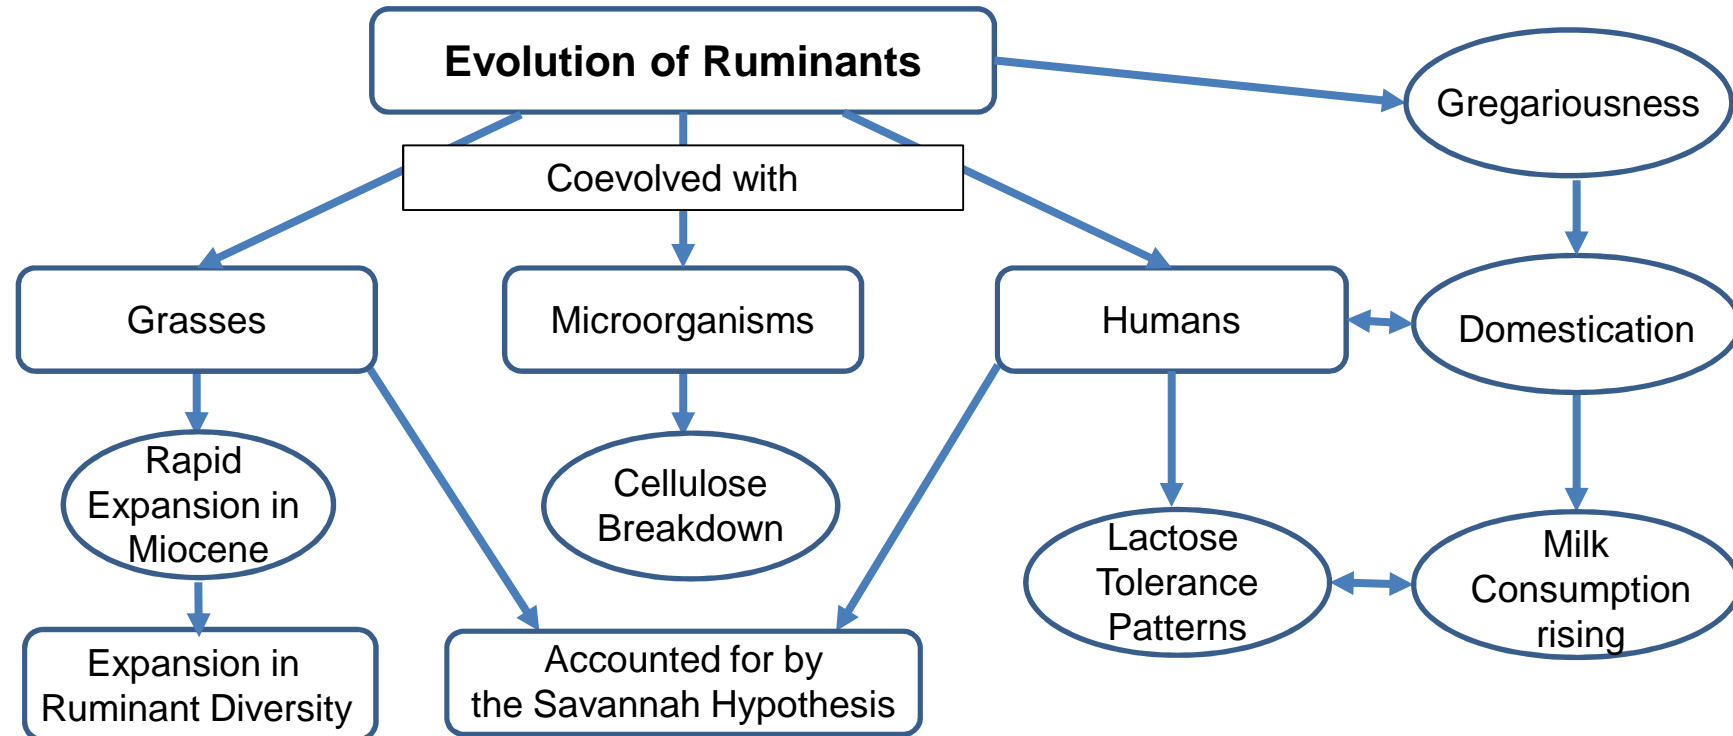 Evolution of Ruminants
Gregariousness
Coevolved with
Grasses
Microorganisms
Humans
Domestication
Rapid
Expansion in
Miocene
Cellulose
Breakdown
Lactose
Tolerance
Patterns
Milk
Consumption
rising
Expansion in
Ruminant Diversity
Accounted for by
the Savannah Hypothesis